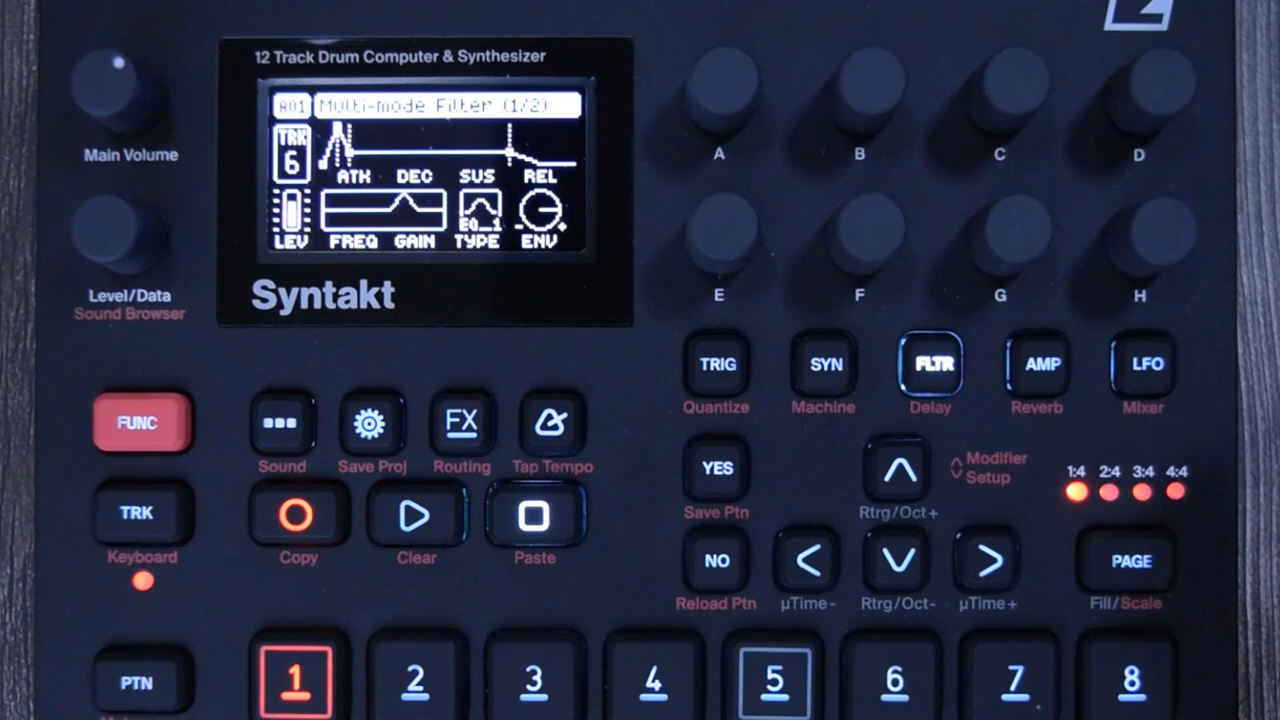 12 Track Drum Computer & Synthesizer
A01 Multi-mode Filter (1/2)
TRK
6
ATK DEC SUS REL
EQ_1
LEV FREQ GAIN TYPE ENV
Syntakt
Main Volume
Level/Data
Sound Browser
A B C D
E F G H
TRIG SYN FLTR AMP LFO
Quantize Machine Delay Reverb Mixer
FUNC FX
Sound Save Proj Routing Tap Tempo
YES
Save Ptn
Rtrg/Oct+
Modifier
Setup
1:4 2:4 3:4 4:4
TRK
Keyboard
Copy Clear Paste
NO PAGE
Reload Ptn µTime- Rtrg/Oct- µTime+ Fill/Scale
PTN 1 2 3 4 5 6 7 8